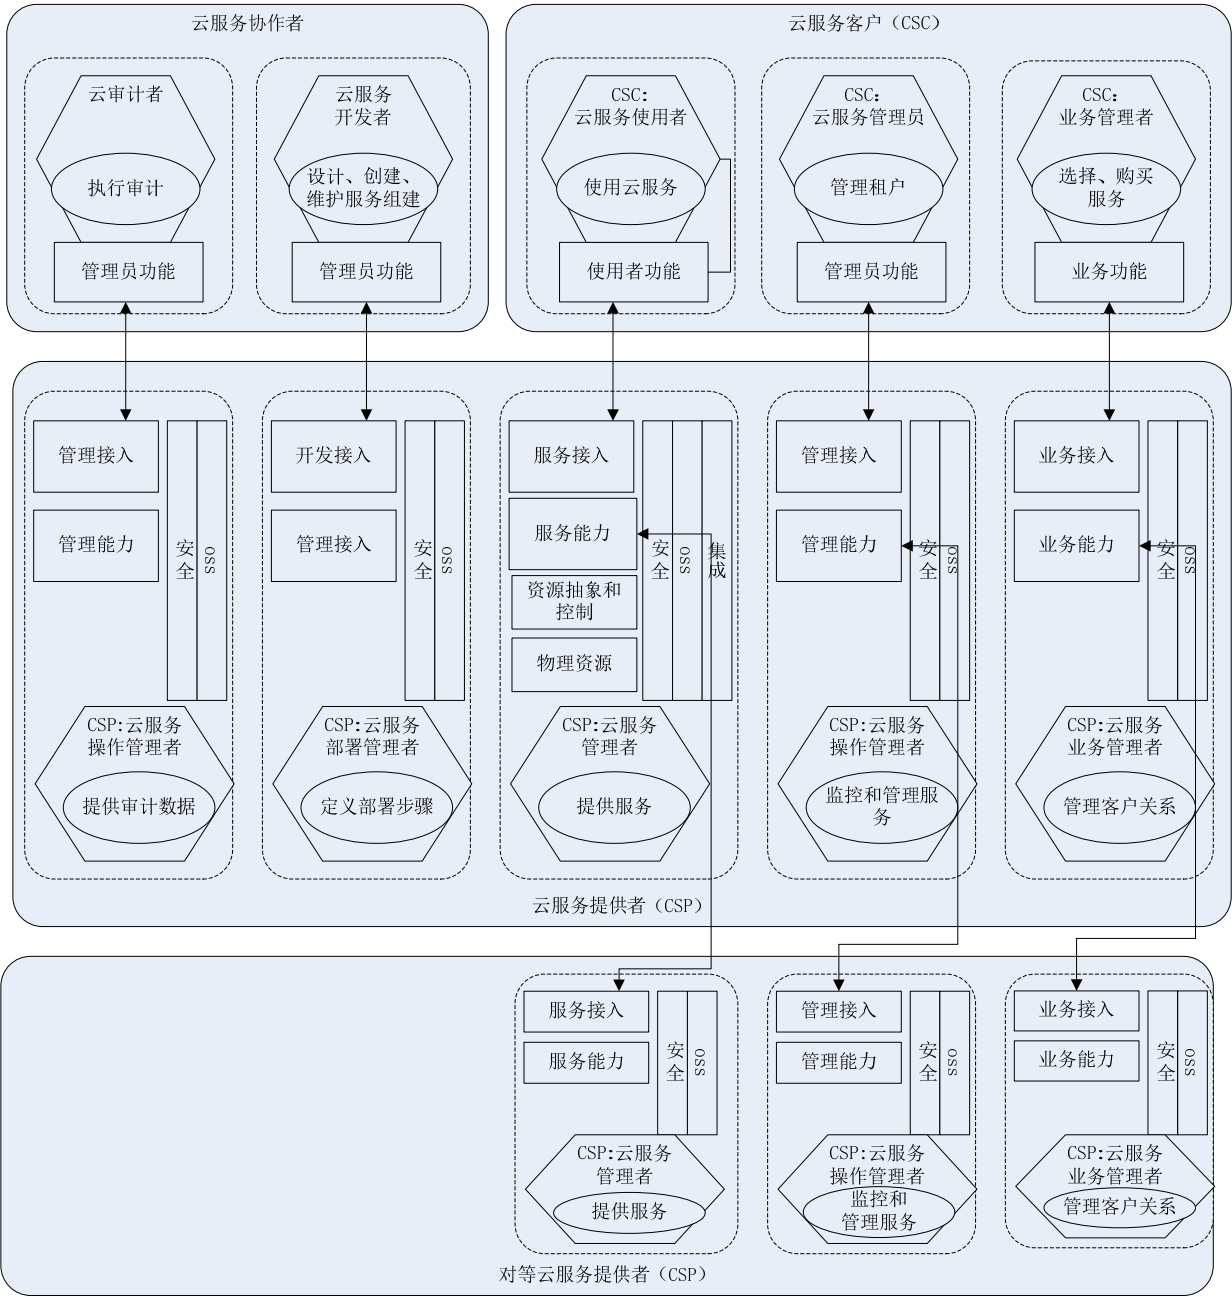 云服务协作者
云审计者
执行审计
管理员功能
云服务
开发者
设计、创建、
维护服务组建
管理员功能
云服务客户（CSC）
CSC:
云服务使用者
使用云服务
使用者功能
CSC:
云服务管理员
管理租户
管理员功能
CSC:
业务管理者
选择、购买
服务
业务功能
管理接入
管理能力
安全
oss
CSP:云服务
操作管理者
提供审计数据
开发接入
管理接入
安全
oss
CSP:云服务
部署管理者
定义部署步骤
服务接入
服务能力
资源抽象和
控制
物理资源
安全
oss
集成
CSP:云服务
管理者
提供服务
管理接入
管理能力
安全
oss
CSP:云服务
操作管理者
监控和管理服
务
业务接入
业务能力
安全
oss
CSP:云服务
业务管理者
管理客户关系
云服务提供者（CSP）
服务接入
服务能力
安全
oss
CSP:云服务
管理者
提供服务
管理接入
管理能力
安全
oss
CSP:云服务
操作管理者
监控和
管理服务
业务接入
业务能力
安全
oss
CSP:云服务
业务管理者
管理客户关系
对等云服务提供者（CSP）